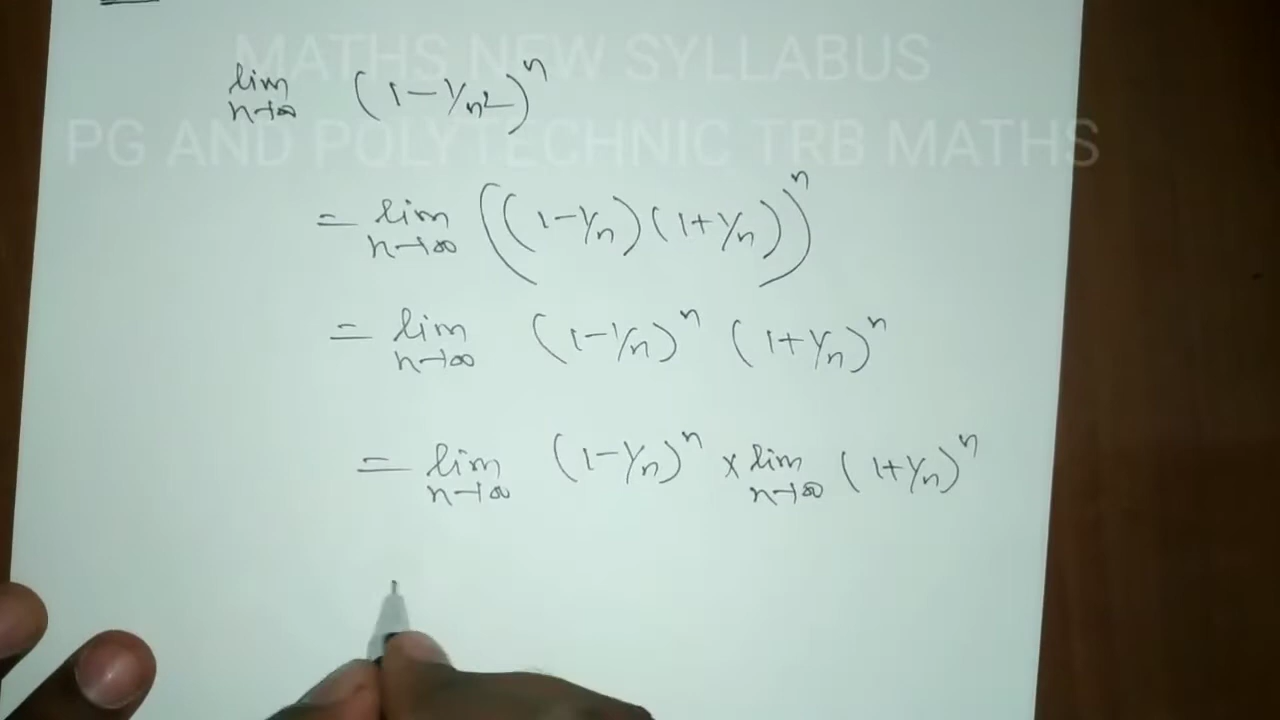 MATHS NEW SYLLABUS
lim n→∞ (1 - 1/n²)^n
PG AND POLYTECHNIC TRB MATHS
= lim n→∞ ((1 - 1/n)(1 + 1/n))^n
= lim n→∞ (1 - 1/n)^n (1 + 1/n)^n
= lim n→∞ (1 - 1/n)^n × lim n→∞ (1 + 1/n)^n